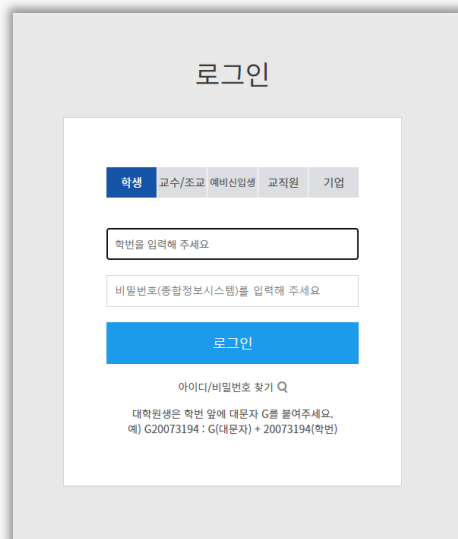 로그인
학생 교수/조교 예비신입생 교직원 기업
학번을 입력해 주세요
비밀번호(종합정보시스템)를 입력해 주세요
로그인
아이디/비밀번호 찾기
대학원생은 학번 앞에 대문자 G를 붙여주세요.
예) G20073194 : G(대문자) + 20073194(학번)